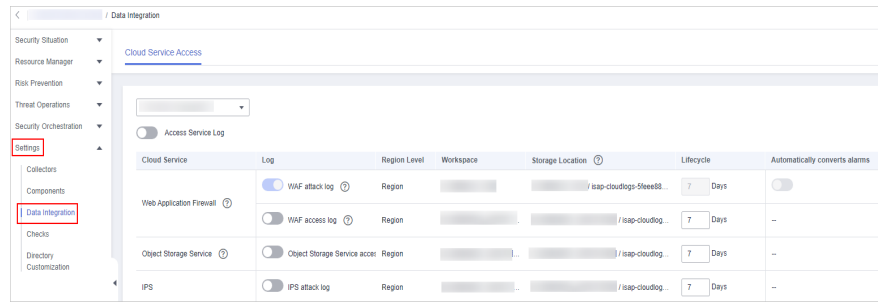 / Data Integration
Security Situation
Resource Manager
Risk Prevention
Threat Operations
Security Orchestration
Settings
Collectors
Components
Data Integration
Checks
Directory
Customization
Cloud Service Access
Access Service Log
Cloud Service Log Region Level Workspace Storage Location ? Lifecycle Automatically converts alarms
Web Application Firewall ?
WAF attack log ? Region / isap-cloudlogs-5feee88... 7 Days
WAF access log ? Region ... / isap-cloudlog... 7 Days --
Object Storage Service ? Object Storage Service acces Region ... / isap-cloudlog... 7 Days --
IPS IPS attack log Region ... / isap-cloudlog... 7 Days --